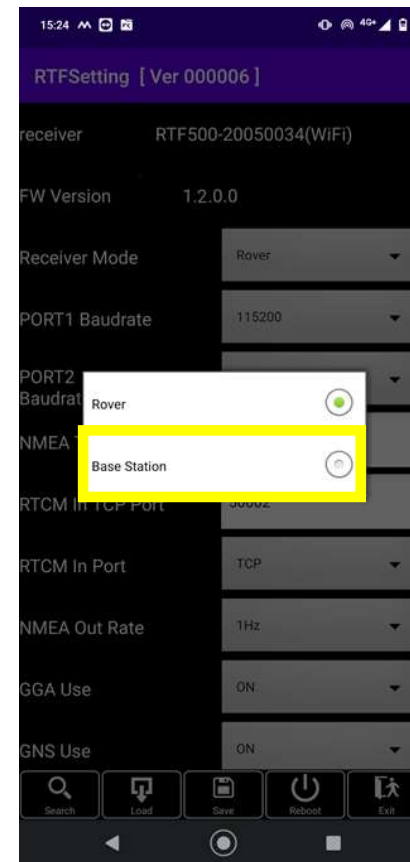 15:24 4G+
RTFSetting [ Ver 000006 ]
receiver RTF500-20050034(WiFi)
FW Version 1.2.0.0
Receiver Mode Rover
PORT1 Baudrate 115200
PORT2
Baudrat
Rover
NMEA
Base Station
RTCM In TCP Port
RTCM In Port TCP
NMEA Out Rate 1Hz
GGA Use ON
GNS Use ON
Search Load Save Reboot Exit